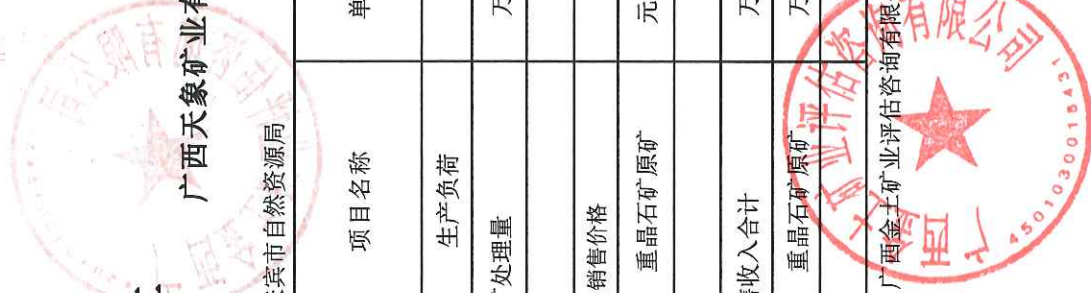 广西天象矿业有
宾市自然资源局
项目名称 单
生产负荷
处理量 万
销售价格
重晶石矿原矿 元
收入合计 万
重晶石矿原矿 万
广西金土矿业评估咨询有限
广西金土矿业评估咨询有限公司
4501030015431